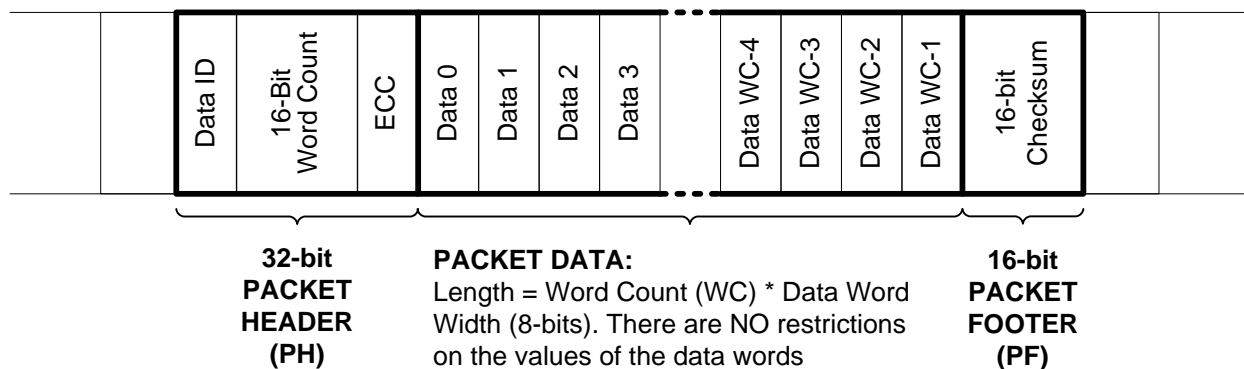 Data ID
16-Bit
Word Count
ECC
Data 0
Data 1
Data 2
Data 3
Data WC-4
Data WC-3
Data WC-2
Data WC-1
16-bit
Checksum
32-bit
PACKET
HEADER
(PH)
PACKET DATA:
Length = Word Count (WC) * Data Word
Width (8-bits). There are NO restrictions
on the values of the data words
16-bit
PACKET
FOOTER
(PF)